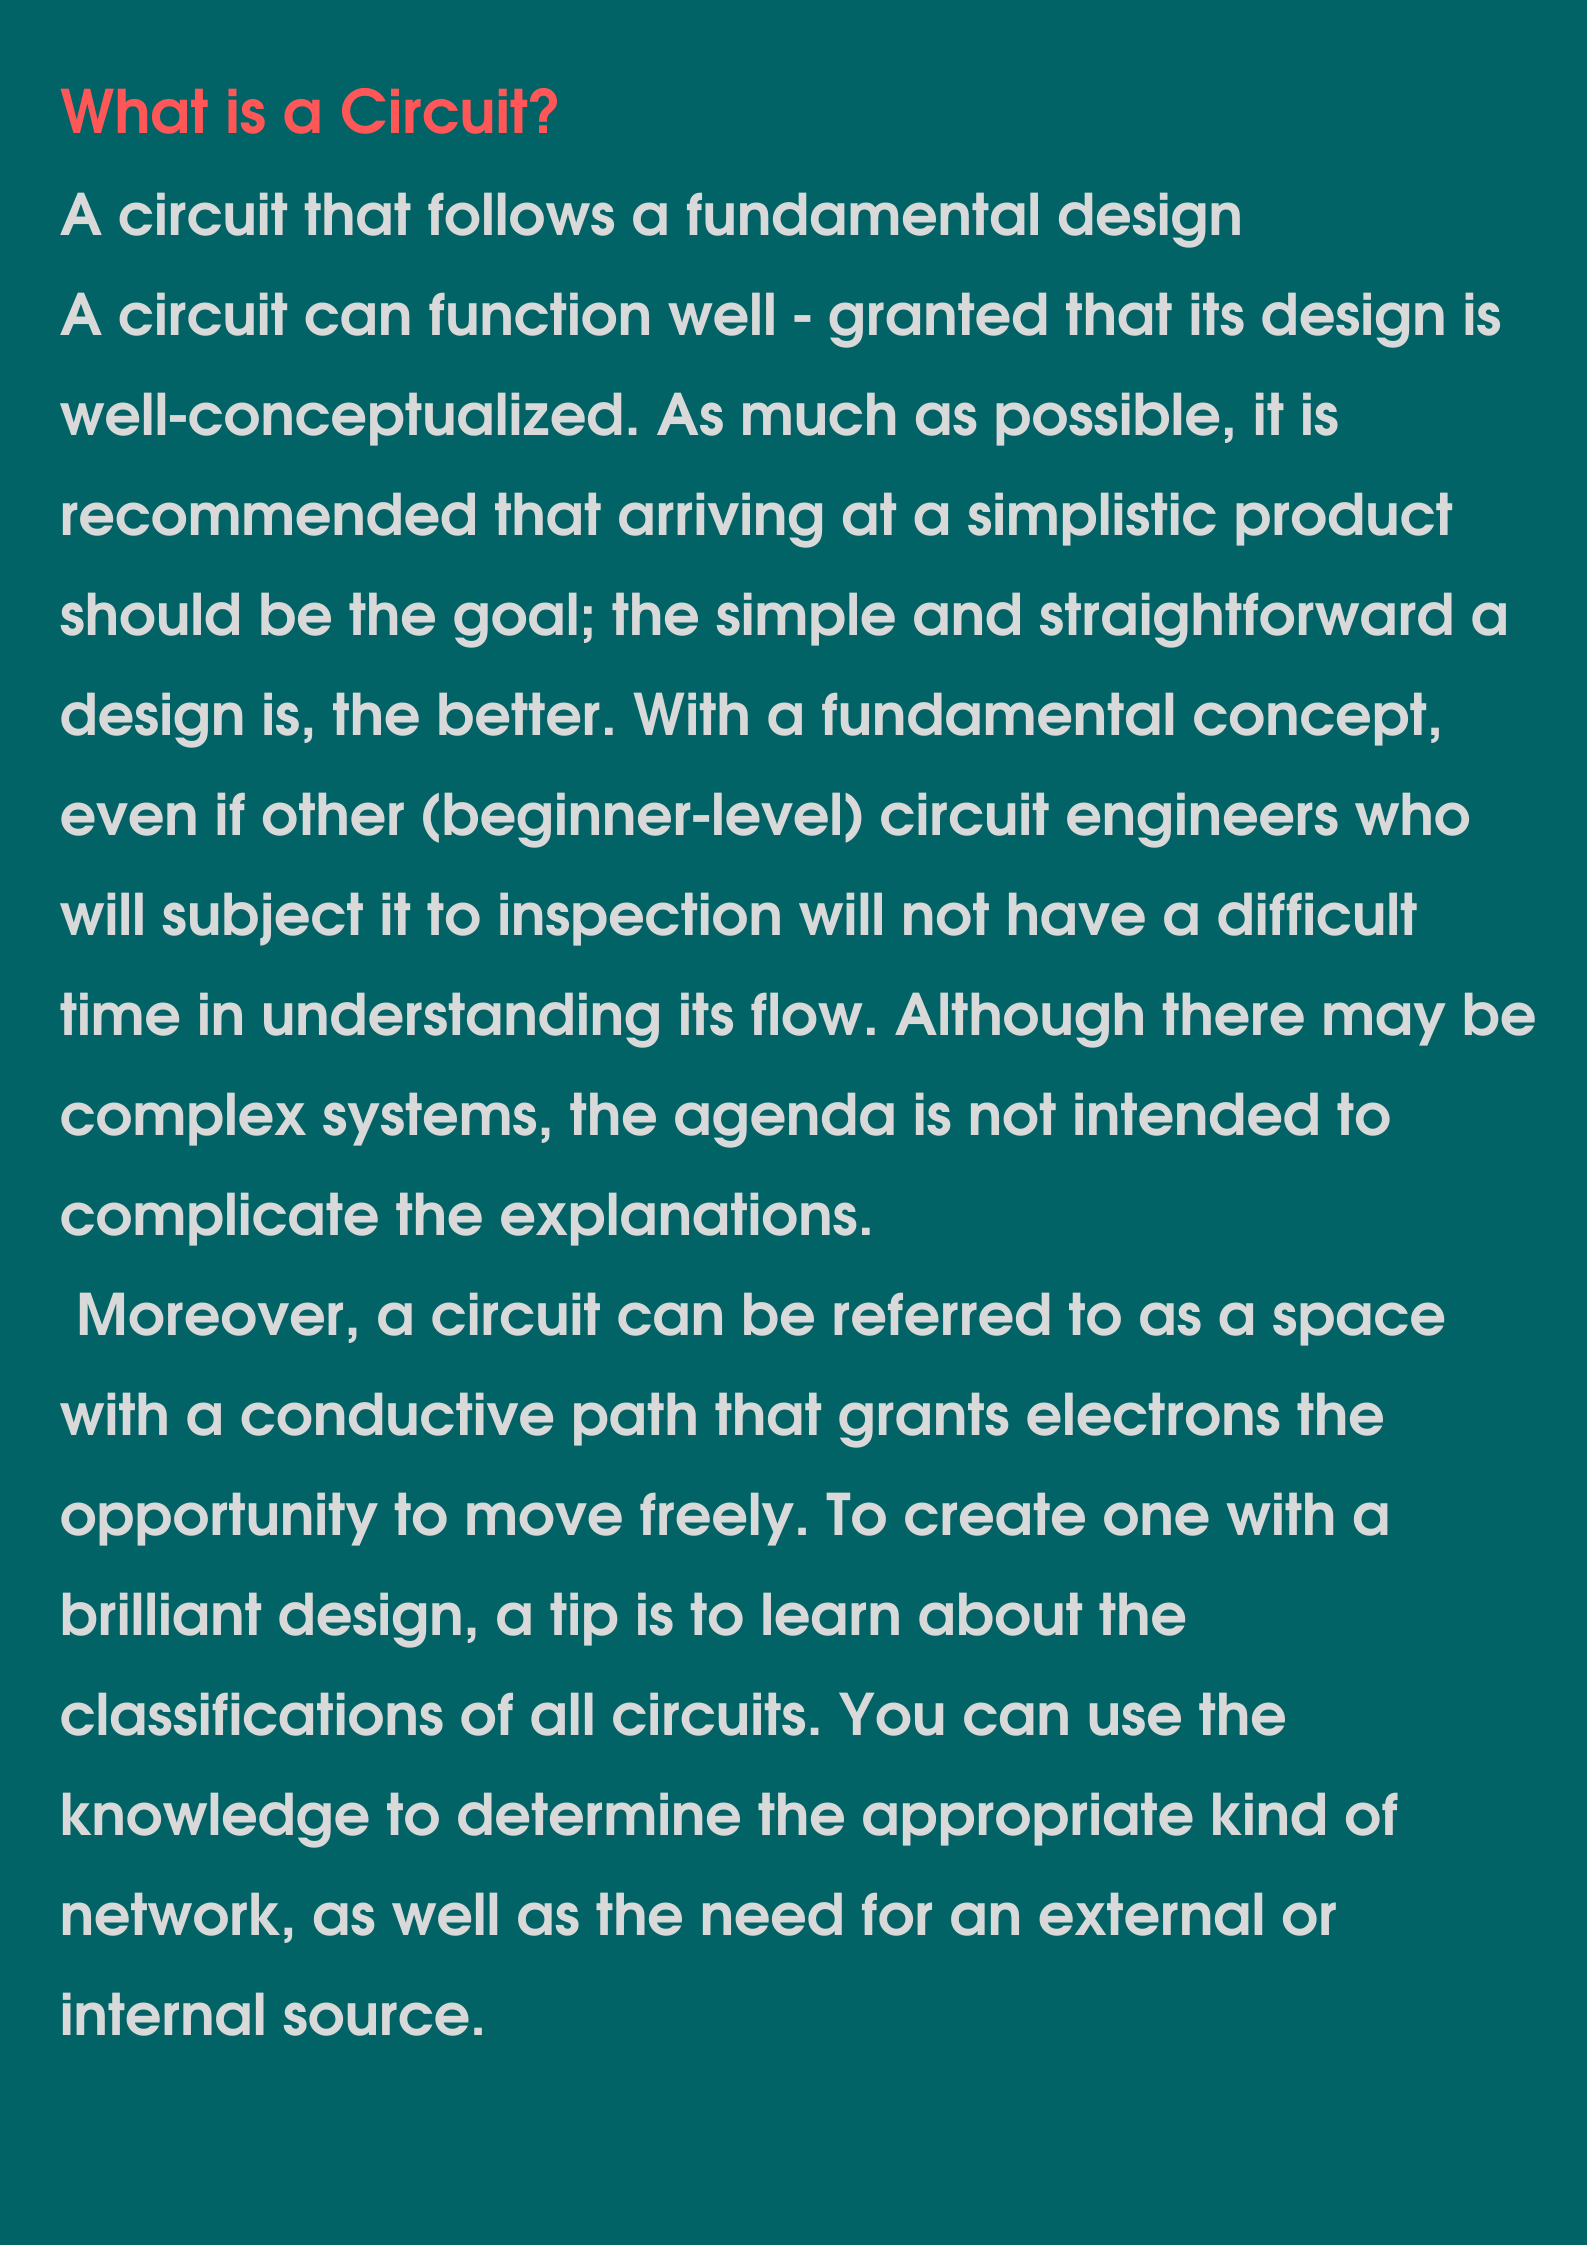 What is a Circuit?
A circuit that follows a fundamental design
A circuit can function well - granted that its design is
well-conceptualized. As much as possible, it is
recommended that arriving at a simplistic product
should be the goal; the simple and straightforward a
design is, the better. With a fundamental concept,
even if other (beginner-level) circuit engineers who
will subject it to inspection will not have a difficult
time in understanding its flow. Although there may be
complex systems, the agenda is not intended to
complicate the explanations.
Moreover, a circuit can be referred to as a space
with a conductive path that grants electrons the
opportunity to move freely. To create one with a
brilliant design, a tip is to learn about the
classifications of all circuits. You can use the
knowledge to determine the appropriate kind of
network, as well as the need for an external or
internal source.